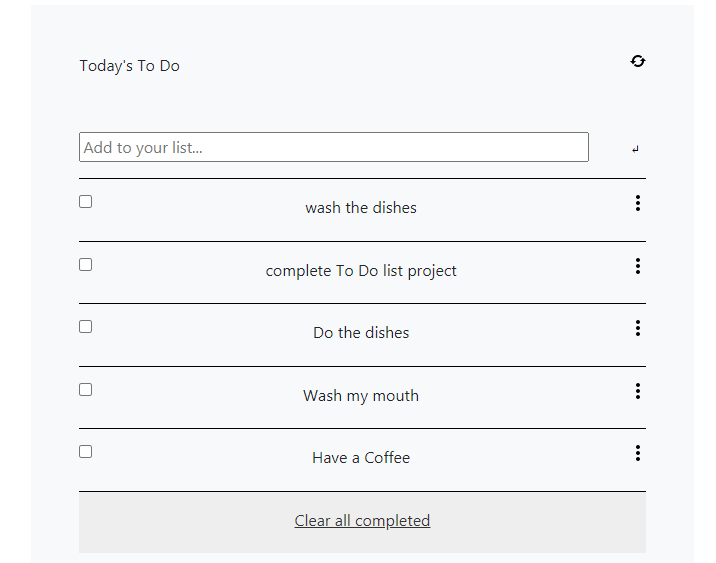 Today's To Do
Add to your list...
wash the dishes
complete To Do list project
Do the dishes
Wash my mouth
Have a Coffee
Clear all completed